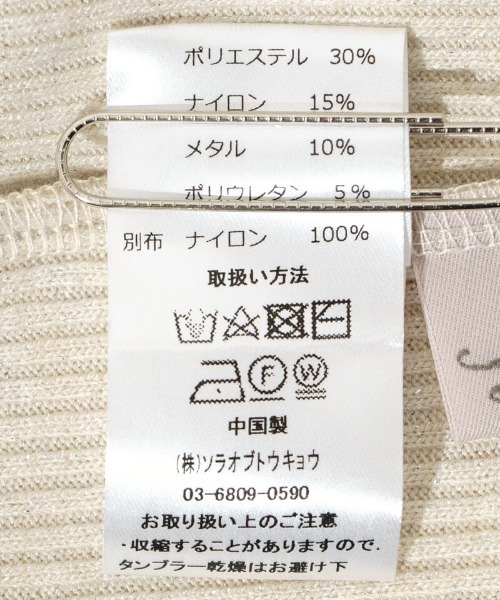 ポリエステル 30%
ナイロン 15%
メタル 10%
ポリウレタン 5%
別布 ナイロン 100%
取扱い方法
F W
中国製
(株)ソラオブトウキョウ
03-6809-0590
お取り扱い上のご注意
・収縮することがありますので、
タンブラー乾燥はお避け下